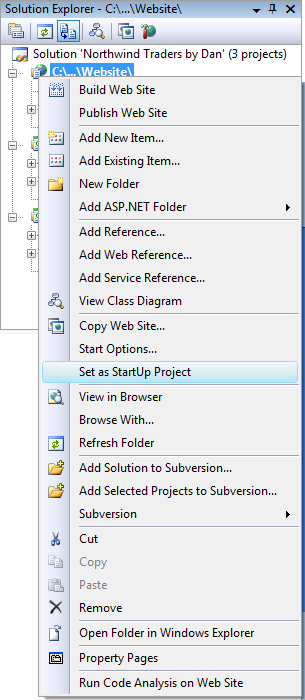 Solution Explorer - C:\...\Website\
Solution 'Northwind Traders by Dan' (3 projects)
C:\...\Website\
Build Web Site
Publish Web Site
Add New Item...
Add Existing Item...
New Folder
Add ASP.NET Folder
Add Reference...
Add Web Reference...
Add Service Reference...
View Class Diagram
Copy Web Site...
Start Options...
Set as StartUp Project
View in Browser
Browse With...
Refresh Folder
Add Solution to Subversion...
Add Selected Projects to Subversion...
Subversion
Cut
Copy
Paste
Remove
Open Folder in Windows Explorer
Property Pages
Run Code Analysis on Web Site